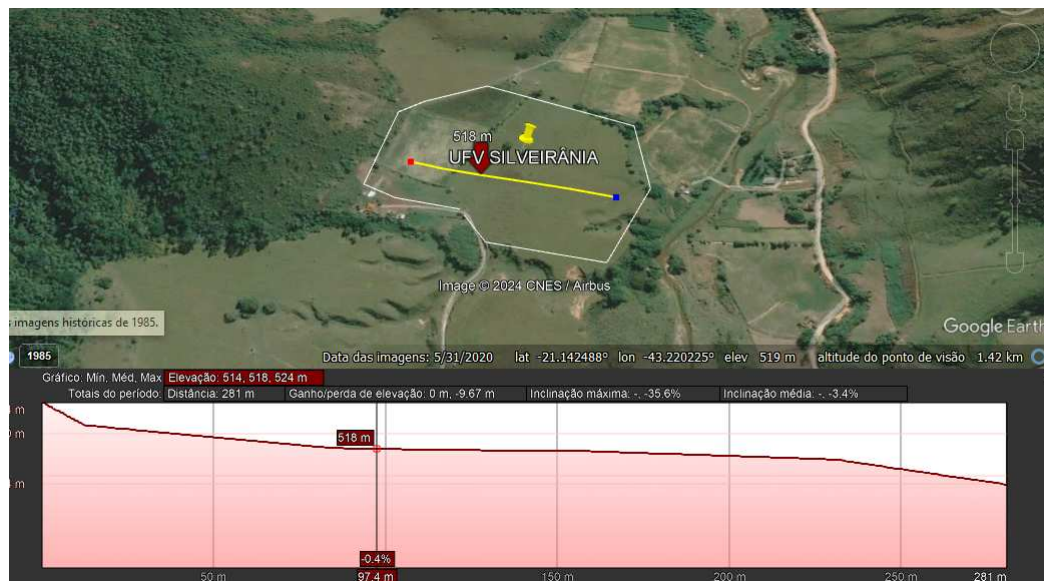 518 m
UFV SILVEIRÂNIA
Image © 2024 CNES / Airbus
s imagens históricas de 1985.
Google Earth
1985
Data das imagens: 5/31/2020 lat -21.142488° lon -43.220225° elev 519 m altitude do ponto de visão 1.42 km
Gráfico: Mín, Méd, Max Elevação: 514, 518, 524 m
Totais do período: Distância: 281 m Ganho/perda de elevação: 0 m, -9.67 m Inclinação máxima: -, -35.6% Inclinação média: -, -3.4%
518 m
-0.4%
50 m 97.4 m 150 m 200 m 250 m 281 m